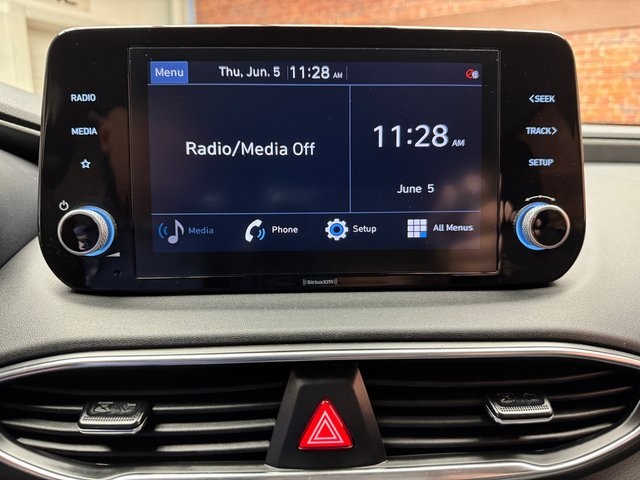 Menu Thu, Jun. 5 11:28 AM
RADIO
MEDIA
Radio/Media Off
11:28 AM
June 5
<SEEK
TRACK>
SETUP
Media Phone Setup All Menus
SiriusXM